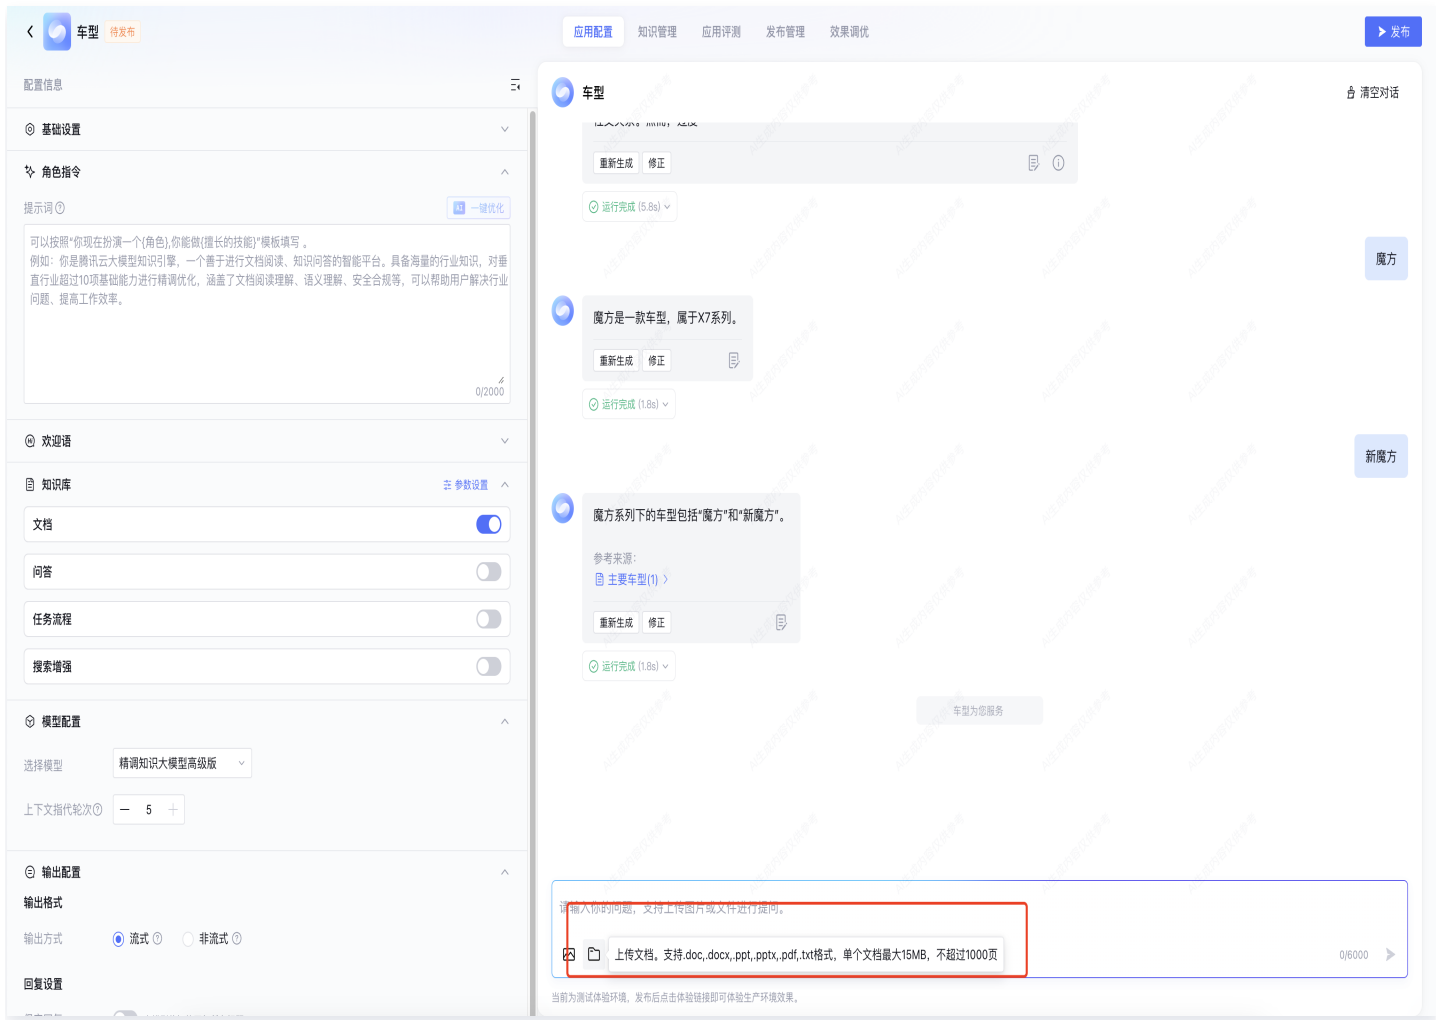 车型 待发布
应用配置 知识管理 应用评测 发布管理 效果调优
发布
配置信息
基础设置
角色指令
提示词
一键优化
可以按照"你现在扮演一个{角色},你能做{擅长的技能}"模板填写 。
例如：你是腾讯云大模型知识引擎，一个善于进行文档阅读、知识问答的智能平台。具备海量的行业知识，对垂
直行业超过10项基础能力进行精调优化，涵盖了文档阅读理解、语义理解、安全合规等，可以帮助用户解决行业
问题、提高工作效率。
0/2000
欢迎语
知识库
参数设置
文档
问答
任务流程
搜索增强
模型配置
选择模型
精调知识大模型高级版
上下文指代轮次
5
输出配置
输出格式
输出方式
流式
非流式
回复设置
车型
清空对话
重新生成 修正
运行完成 (5.8s)
魔方
魔方是一款车型，属于X7系列。
重新生成 修正
运行完成 (1.8s)
新魔方
魔方系列下的车型包括"魔方"和"新魔方"。
参考来源：
主要车型(1)
重新生成 修正
运行完成 (1.8s)
车型为您服务
请输入你的问题，支持上传图片或文件进行提问。
上传文档。支持.doc,.docx,.ppt,.pptx,.pdf,.txt格式，单个文档最大15MB，不超过1000页
0/6000
当前为测试体验环境，发布后点击体验链接即可体验生产环境效果。